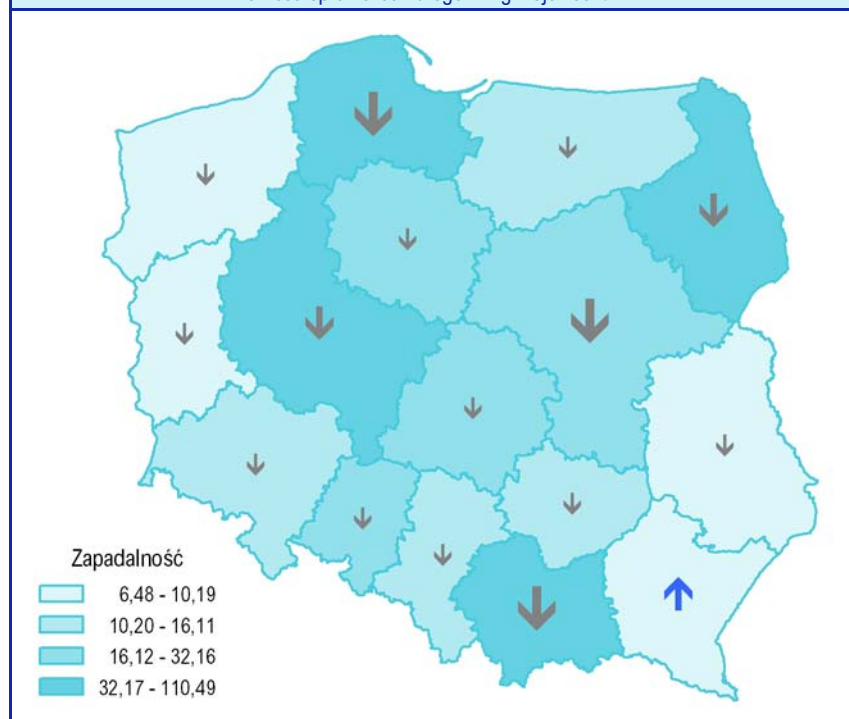 Zapadalność
6,48 - 10,19
10,20 - 16,11
16,12 - 32,16
32,17 - 110,49